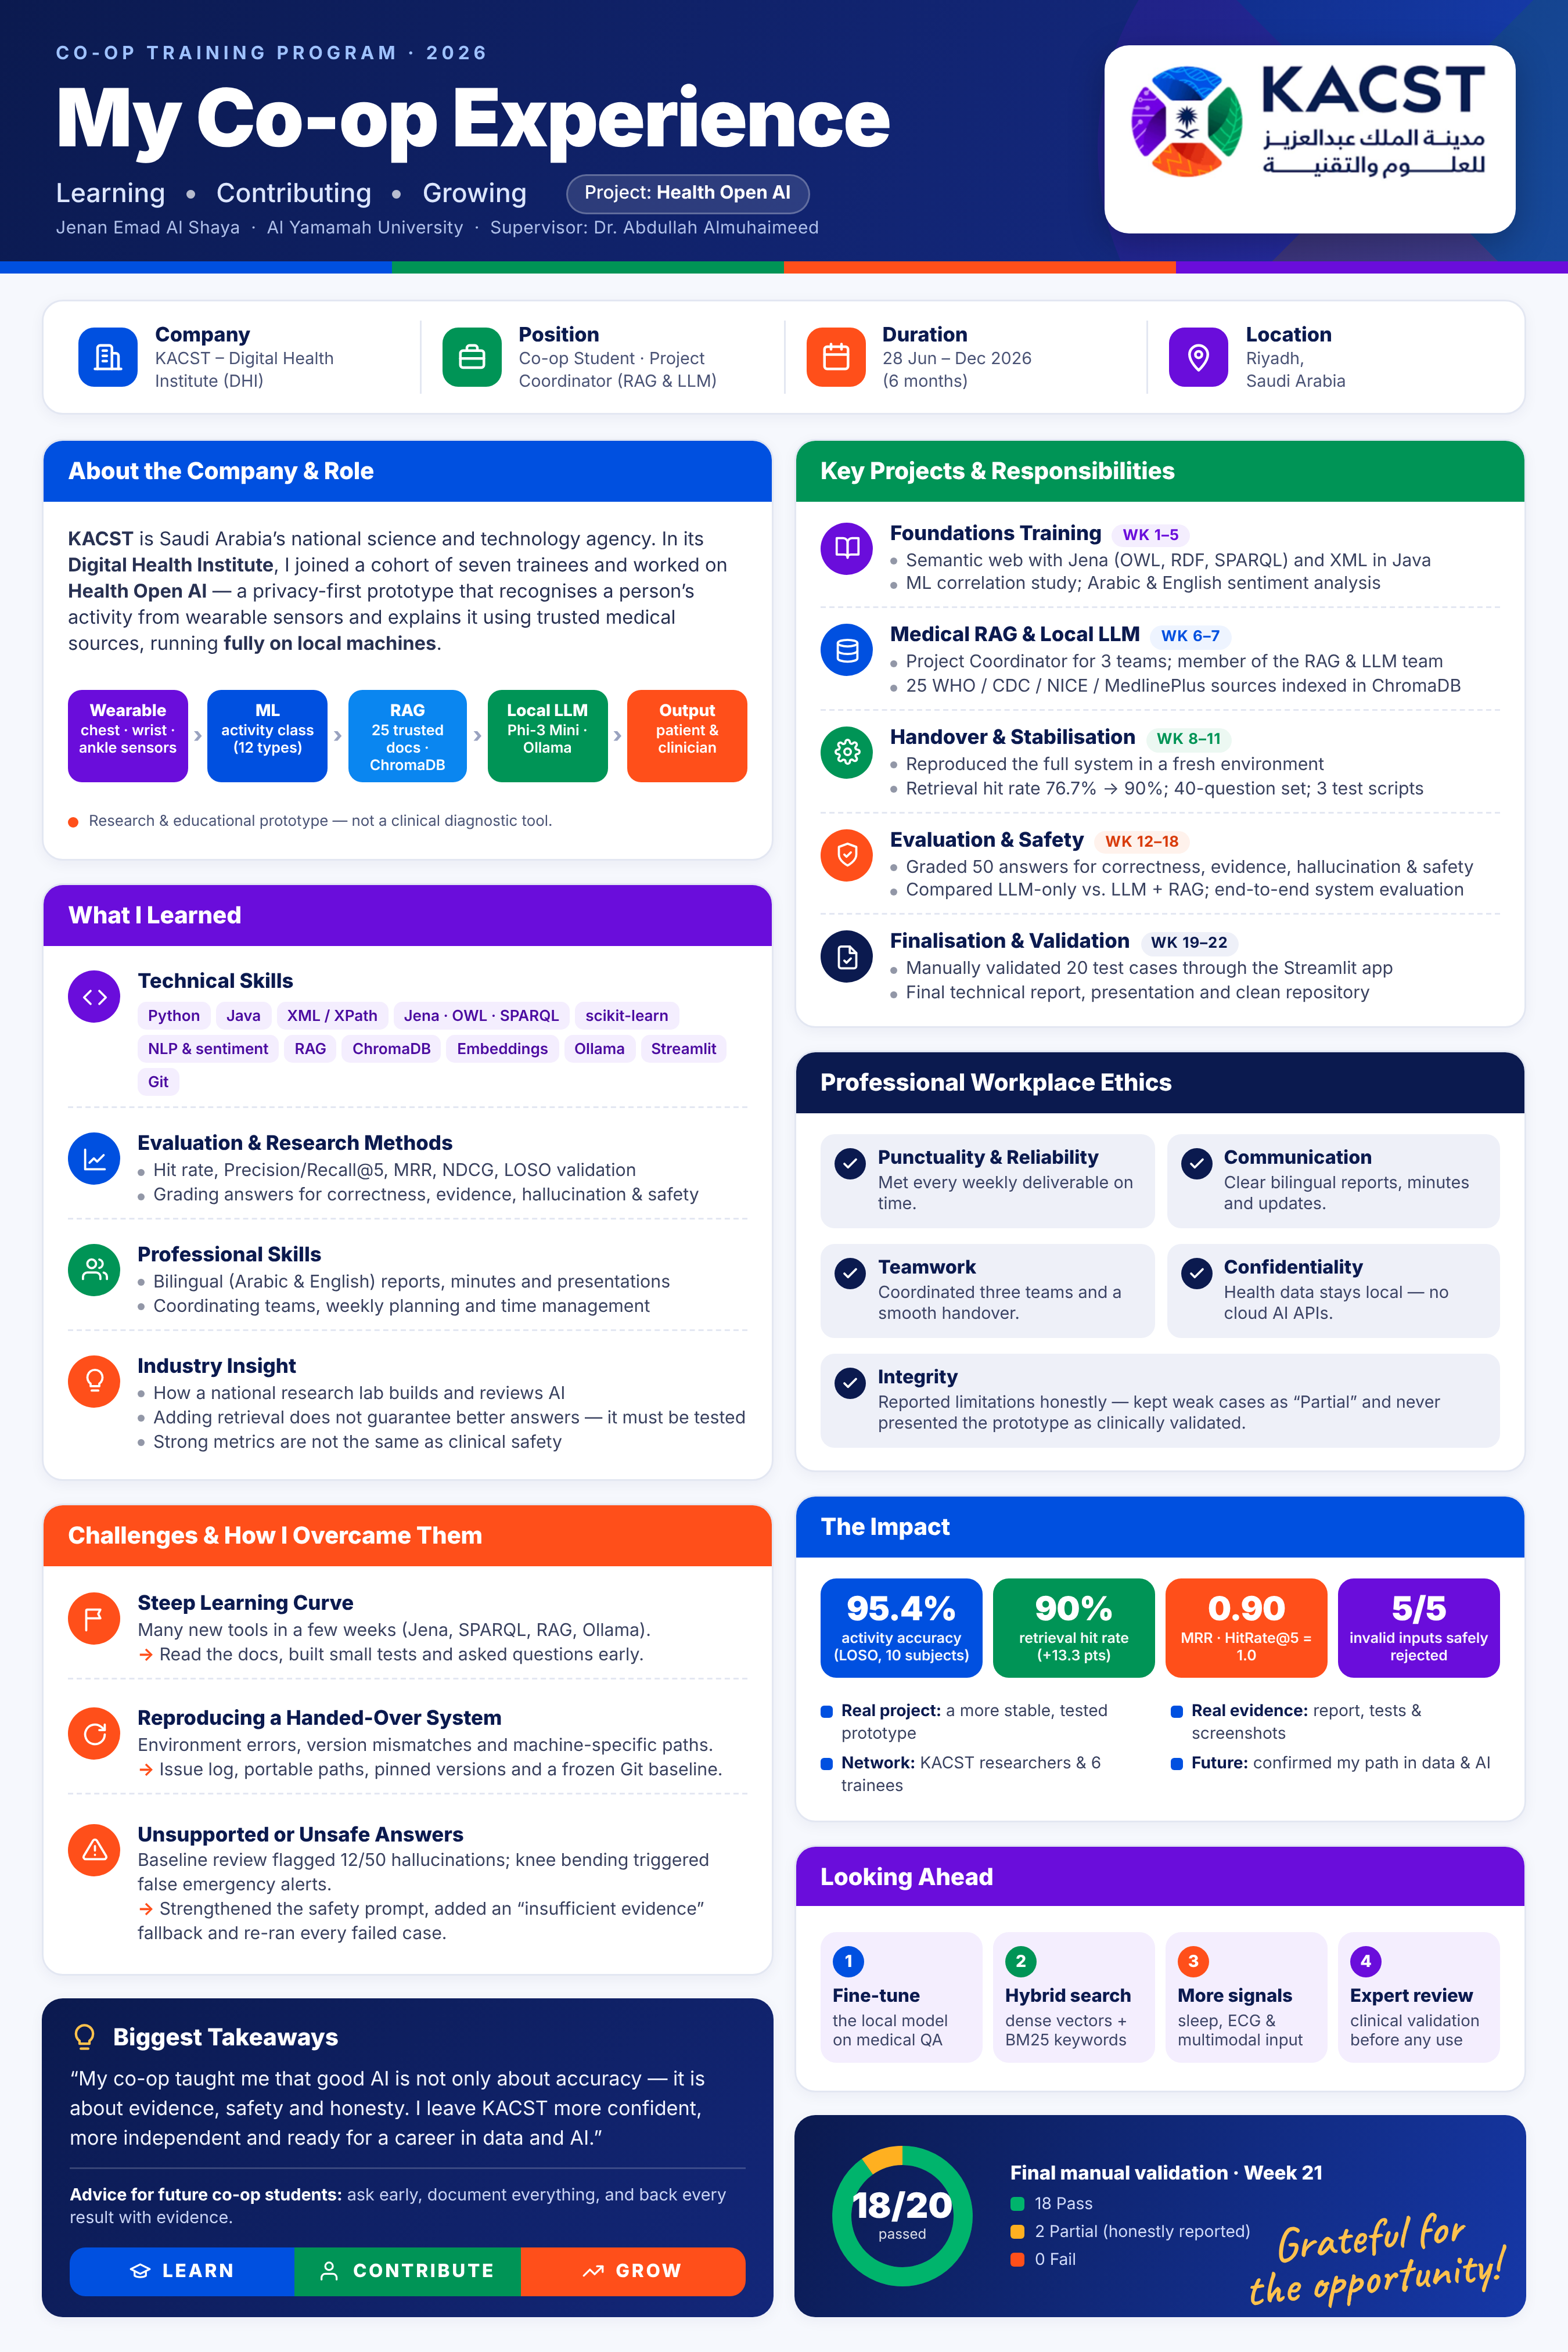 CO-OP TRAINING PROGRAM · 2026
My Co-op Experience
Learning • Contributing • Growing
Project: Health Open AI
Jenan Emad Al Shaya · Al Yamamah University · Supervisor: Dr. Abdullah Almuhaimeed
KACST
مدينة الملك عبدالعزيز
للعلوم والتقنية
Company
KACST – Digital Health
Institute (DHI)
Position
Co-op Student · Project
Coordinator (RAG & LLM)
Duration
28 Jun – Dec 2026
(6 months)
Location
Riyadh,
Saudi Arabia
About the Company & Role
KACST is Saudi Arabia’s national science and technology agency. In its
Digital Health Institute, I joined a cohort of seven trainees and worked on
Health Open AI — a privacy-first prototype that recognises a person’s
activity from wearable sensors and explains it using trusted medical
sources, running fully on local machines.
Wearable
chest · wrist ·
ankle sensors
›
ML
activity class
(12 types)
›
RAG
25 trusted
docs ·
ChromaDB
›
Local LLM
Phi-3 Mini ·
Ollama
›
Output
patient &
clinician
Research & educational prototype — not a clinical diagnostic tool.
What I Learned
Technical Skills
Python Java XML / XPath Jena · OWL · SPARQL scikit-learn
NLP & sentiment RAG ChromaDB Embeddings Ollama Streamlit
Git
Evaluation & Research Methods
• Hit rate, Precision/Recall@5, MRR, NDCG, LOSO validation
• Grading answers for correctness, evidence, hallucination & safety
Professional Skills
• Bilingual (Arabic & English) reports, minutes and presentations
• Coordinating teams, weekly planning and time management
Industry Insight
• How a national research lab builds and reviews AI
• Adding retrieval does not guarantee better answers — it must be tested
• Strong metrics are not the same as clinical safety
Challenges & How I Overcame Them
Steep Learning Curve
Many new tools in a few weeks (Jena, SPARQL, RAG, Ollama).
→ Read the docs, built small tests and asked questions early.
Reproducing a Handed-Over System
Environment errors, version mismatches and machine-specific paths.
→ Issue log, portable paths, pinned versions and a frozen Git baseline.
Unsupported or Unsafe Answers
Baseline review flagged 12/50 hallucinations; knee bending triggered
false emergency alerts.
→ Strengthened the safety prompt, added an “insufficient evidence”
fallback and re-ran every failed case.
Biggest Takeaways
“My co-op taught me that good AI is not only about accuracy — it is
about evidence, safety and honesty. I leave KACST more confident,
more independent and ready for a career in data and AI.”
Advice for future co-op students: ask early, document everything, and back every
result with evidence.
LEARN
CONTRIBUTE
GROW
Key Projects & Responsibilities
Foundations Training WK 1–5
• Semantic web with Jena (OWL, RDF, SPARQL) and XML in Java
• ML correlation study; Arabic & English sentiment analysis
Medical RAG & Local LLM WK 6–7
• Project Coordinator for 3 teams; member of the RAG & LLM team
• 25 WHO / CDC / NICE / MedlinePlus sources indexed in ChromaDB
Handover & Stabilisation WK 8–11
• Reproduced the full system in a fresh environment
• Retrieval hit rate 76.7% → 90%; 40-question set; 3 test scripts
Evaluation & Safety WK 12–18
• Graded 50 answers for correctness, evidence, hallucination & safety
• Compared LLM-only vs. LLM + RAG; end-to-end system evaluation
Finalisation & Validation WK 19–22
• Manually validated 20 test cases through the Streamlit app
• Final technical report, presentation and clean repository
Professional Workplace Ethics
Punctuality & Reliability
Met every weekly deliverable on
time.
Communication
Clear bilingual reports, minutes
and updates.
Teamwork
Coordinated three teams and a
smooth handover.
Confidentiality
Health data stays local — no
cloud AI APIs.
Integrity
Reported limitations honestly — kept weak cases as “Partial” and never
presented the prototype as clinically validated.
The Impact
95.4%
activity accuracy
(LOSO, 10 subjects)
90%
retrieval hit rate
(+13.3 pts)
0.90
MRR · HitRate@5 =
1.0
5/5
invalid inputs safely
rejected
Real project: a more stable, tested
prototype
Real evidence: report, tests &
screenshots
Network: KACST researchers & 6
trainees
Future: confirmed my path in data & AI
Looking Ahead
1
Fine-tune
the local model
on medical QA
2
Hybrid search
dense vectors +
BM25 keywords
3
More signals
sleep, ECG &
multimodal input
4
Expert review
clinical validation
before any use
18/20
passed
Final manual validation · Week 21
18 Pass
2 Partial (honestly reported)
0 Fail
Grateful for
the opportunity!